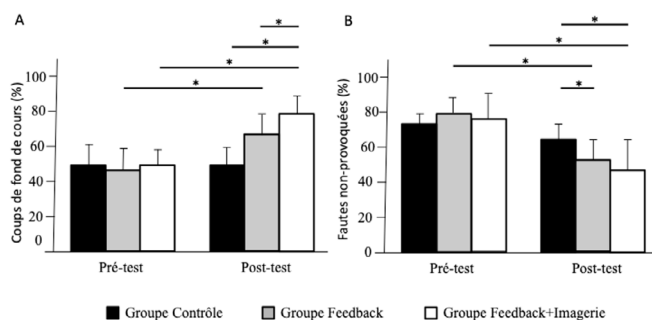 A
B
*
*
*
*
*
*
*
*
Coups de fond de cours (%)
100
80
60
40
20
0
Pré-test
Post-test
Fautes non-provoquées (%)
100
80
60
40
20
0
Pré-test
Post-test
Groupe Contrôle
Groupe Feedback
Groupe Feedback+Imagerie